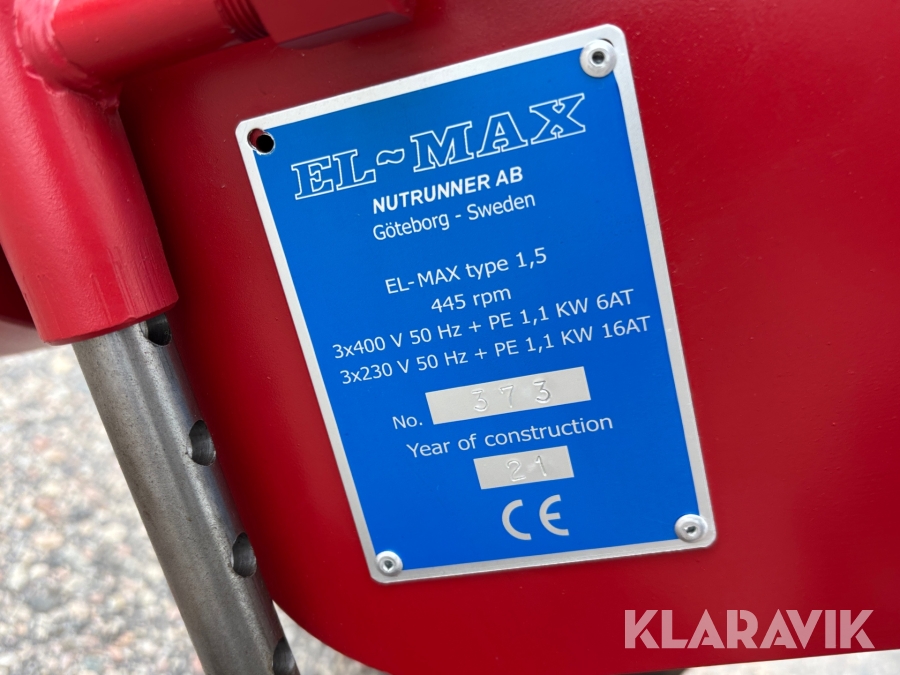 EL~MAX
NUTRUNNER AB
Göteborg - Sweden
EL-MAX type 1,5
445 rpm
3x400 V 50 Hz + PE 1,1 KW 6AT
3x230 V 50 Hz + PE 1,1 KW 16AT
No. 373
Year of construction
21
CE
KLARAVIK